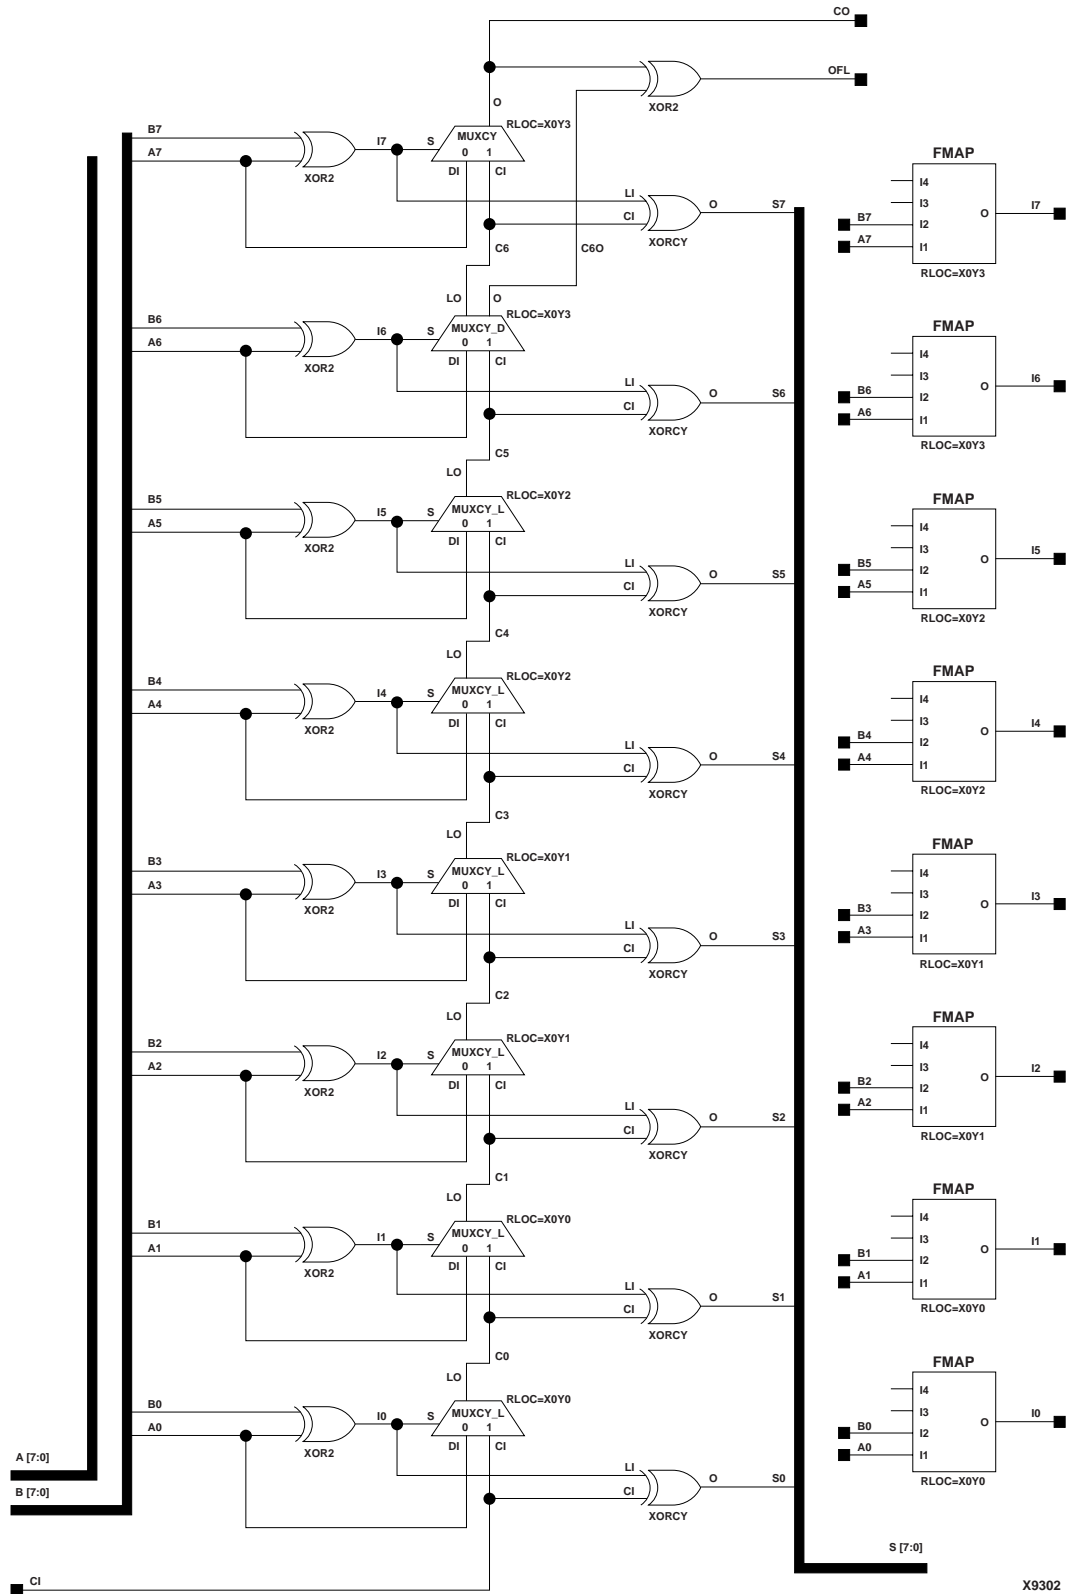 CO
OFL
XOR2
O
RLOC=X0Y3
B7
A7
XOR2
I7
S
MUXCY
0 1
DI
CI
LI
CI
O
S7
XORCY
C6
C6O
FMAP
I4
I3
B7
I2
A7
I1
O
I7
RLOC=X0Y3
LO
O
RLOC=X0Y3
B6
A6
XOR2
I6
S
MUXCY_D
0 1
DI
CI
LI
CI
O
S6
XORCY
C5
FMAP
I4
I3
B6
I2
A6
I1
O
I6
RLOC=X0Y3
LO
RLOC=X0Y2
B5
A5
XOR2
I5
S
MUXCY_L
0 1
DI
CI
LI
CI
O
S5
XORCY
C4
FMAP
I4
I3
B5
I2
A5
I1
O
I5
RLOC=X0Y2
LO
RLOC=X0Y2
B4
A4
XOR2
I4
S
MUXCY_L
0 1
DI
CI
LI
CI
O
S4
XORCY
C3
FMAP
I4
I3
B4
I2
A4
I1
O
I4
RLOC=X0Y2
LO
RLOC=X0Y1
B3
A3
XOR2
I3
S
MUXCY_L
0 1
DI
CI
LI
CI
O
S3
XORCY
C2
FMAP
I4
I3
B3
I2
A3
I1
O
I3
RLOC=X0Y1
LO
RLOC=X0Y1
B2
A2
XOR2
I2
S
MUXCY_L
0 1
DI
CI
LI
CI
O
S2
XORCY
C1
FMAP
I4
I3
B2
I2
A2
I1
O
I2
RLOC=X0Y1
LO
RLOC=X0Y0
B1
A1
XOR2
I1
S
MUXCY_L
0 1
DI
CI
LI
CI
O
S1
XORCY
C0
FMAP
I4
I3
B1
I2
A1
I1
O
I1
RLOC=X0Y0
LO
RLOC=X0Y0
B0
A0
XOR2
I0
S
MUXCY_L
0 1
DI
CI
LI
CI
O
S0
XORCY
FMAP
I4
I3
B0
I2
A0
I1
O
I0
RLOC=X0Y0
A [7:0]
B [7:0]
S [7:0]
CI
X9302